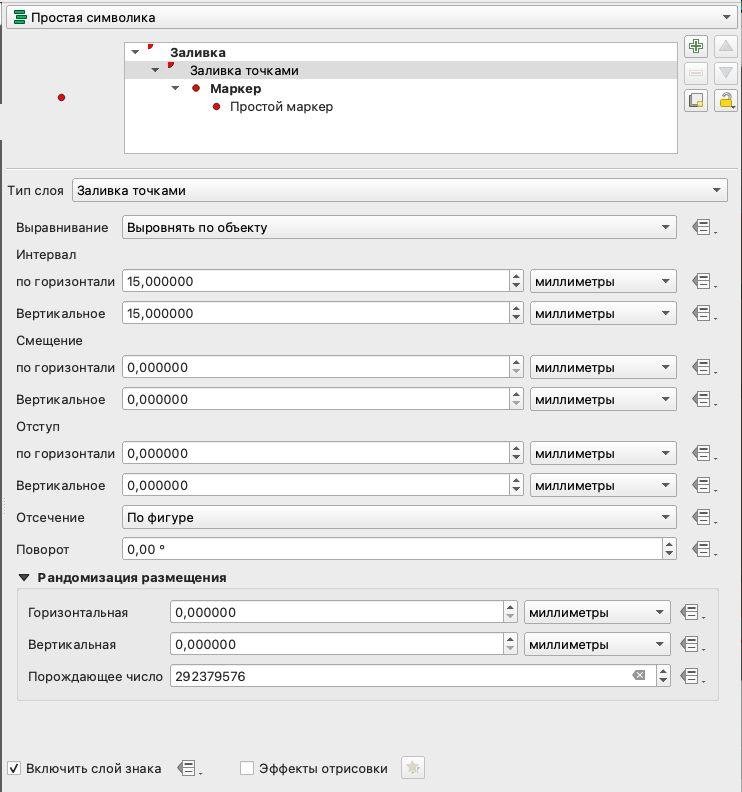 Простая символика
Заливка
Заливка точками
Маркер
Простой маркер
Тип слоя Заливка точками
Выравнивание Выровнять по объекту
Интервал
по горизонтали 15,000000 миллиметры
Вертикальное 15,000000 миллиметры
Смещение
по горизонтали 0,000000 миллиметры
Вертикальное 0,000000 миллиметры
Отступ
по горизонтали 0,000000 миллиметры
Вертикальное 0,000000 миллиметры
Отсечение По фигуре
Поворот 0,00 °
Рандомизация размещения
Горизонтальная 0,000000 миллиметры
Вертикальная 0,000000 миллиметры
Порождающее число 292379576
Включить слой знака Эффекты отрисовки